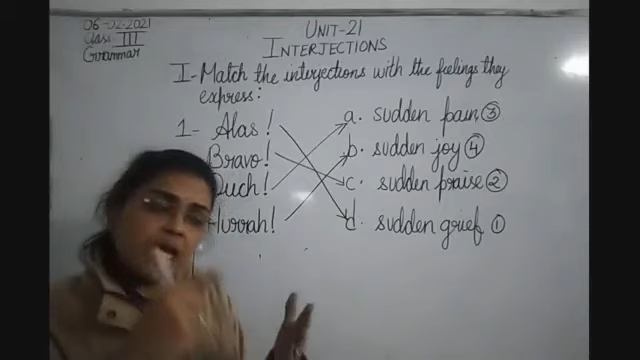 06-02-2021
Class III
Grammar
UNIT-21
INTERJECTIONS
I-Match the interjections with the feelings they
express:
1- Alas! a. sudden pain ③
Bravo! b. sudden joy ④
Ouch! c. sudden praise ②
Hurrah! d. sudden grief ①